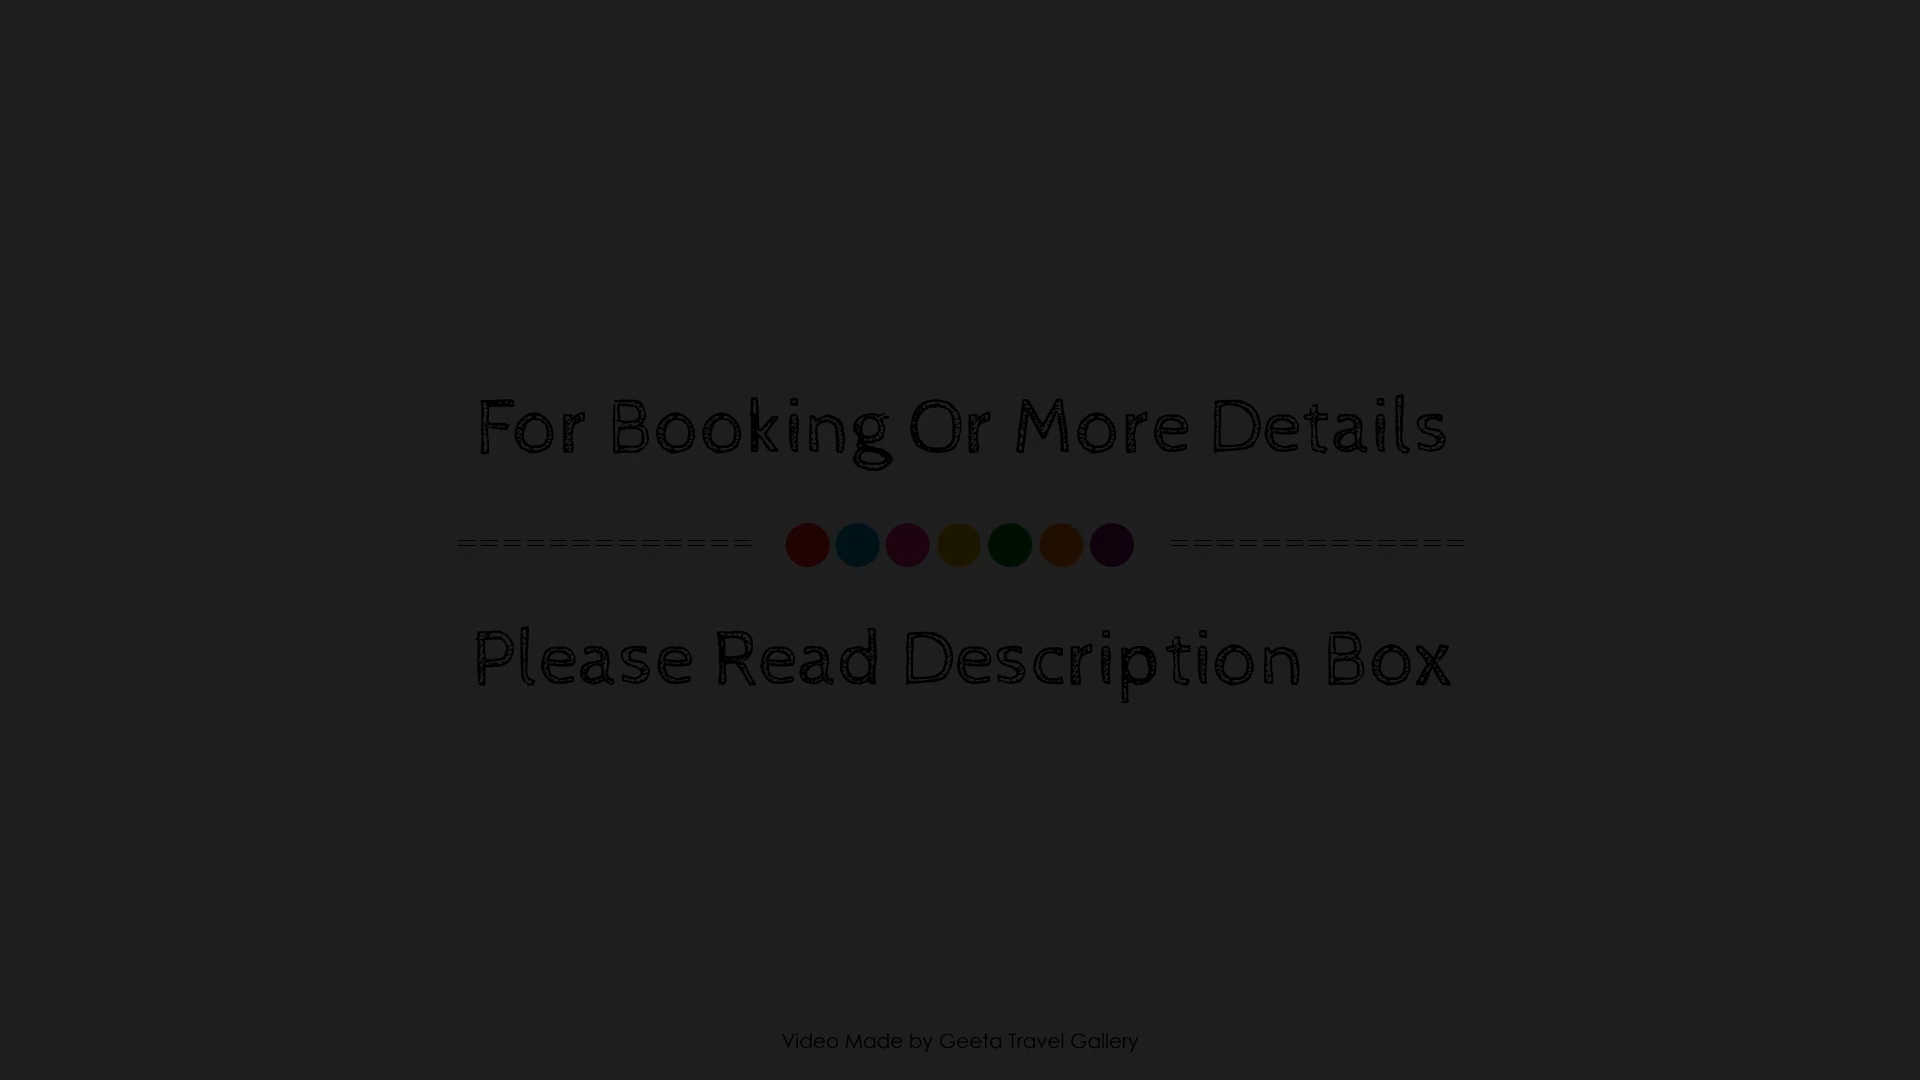 For Booking Or More Details
============= =============
Please Read Description Box
Video Made by Geeta Travel Gallery